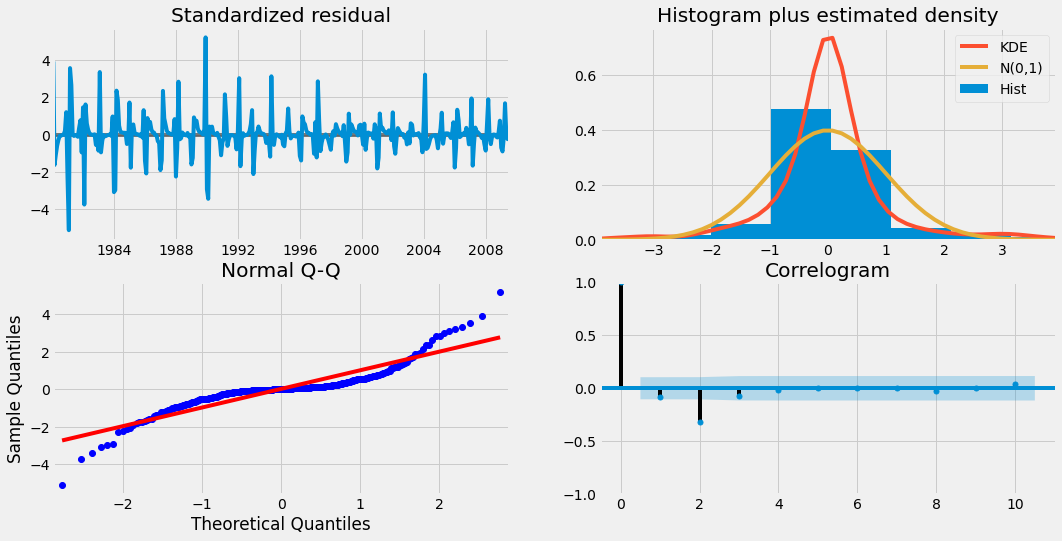 Standardized residual
4
2
0
−2
−4
1984 1988 1992 1996 2000 2004 2008
Histogram plus estimated density
KDE
N(0,1)
Hist
0.6
0.4
0.2
0.0
−3 −2 −1 0 1 2 3
Normal Q-Q
Sample Quantiles
4
2
0
−2
−4
−2 −1 0 1 2
Theoretical Quantiles
Correlogram
1.0
0.5
0.0
−0.5
−1.0
0 2 4 6 8 10